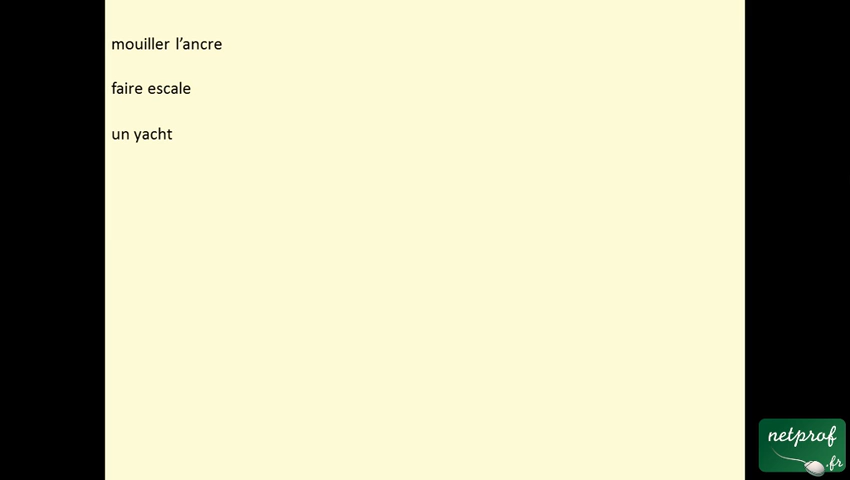 mouiller l’ancre
faire escale
un yacht
netprof
.fr